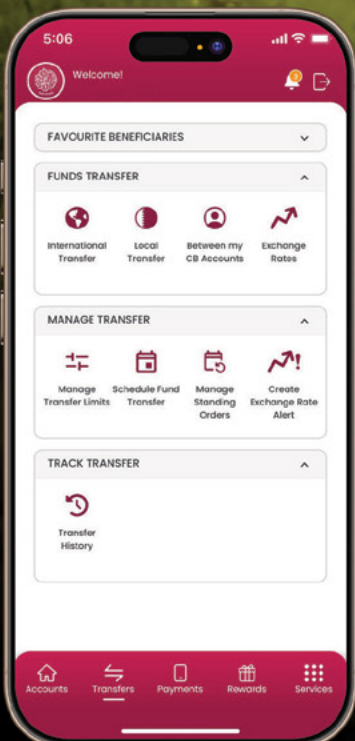 5:06
Welcome!
FAVOURITE BENEFICIARIES
FUNDS TRANSFER
International
Transfer
Local
Transfer
Between my
CB Accounts
Exchange
Rates
MANAGE TRANSFER
Manage
Transfer Limits
Schedule Fund
Transfer
Manage
Standing
Orders
Create
Exchange Rate
Alert
TRACK TRANSFER
Transfer
History
Accounts
Transfers
Payments
Rewards
Services